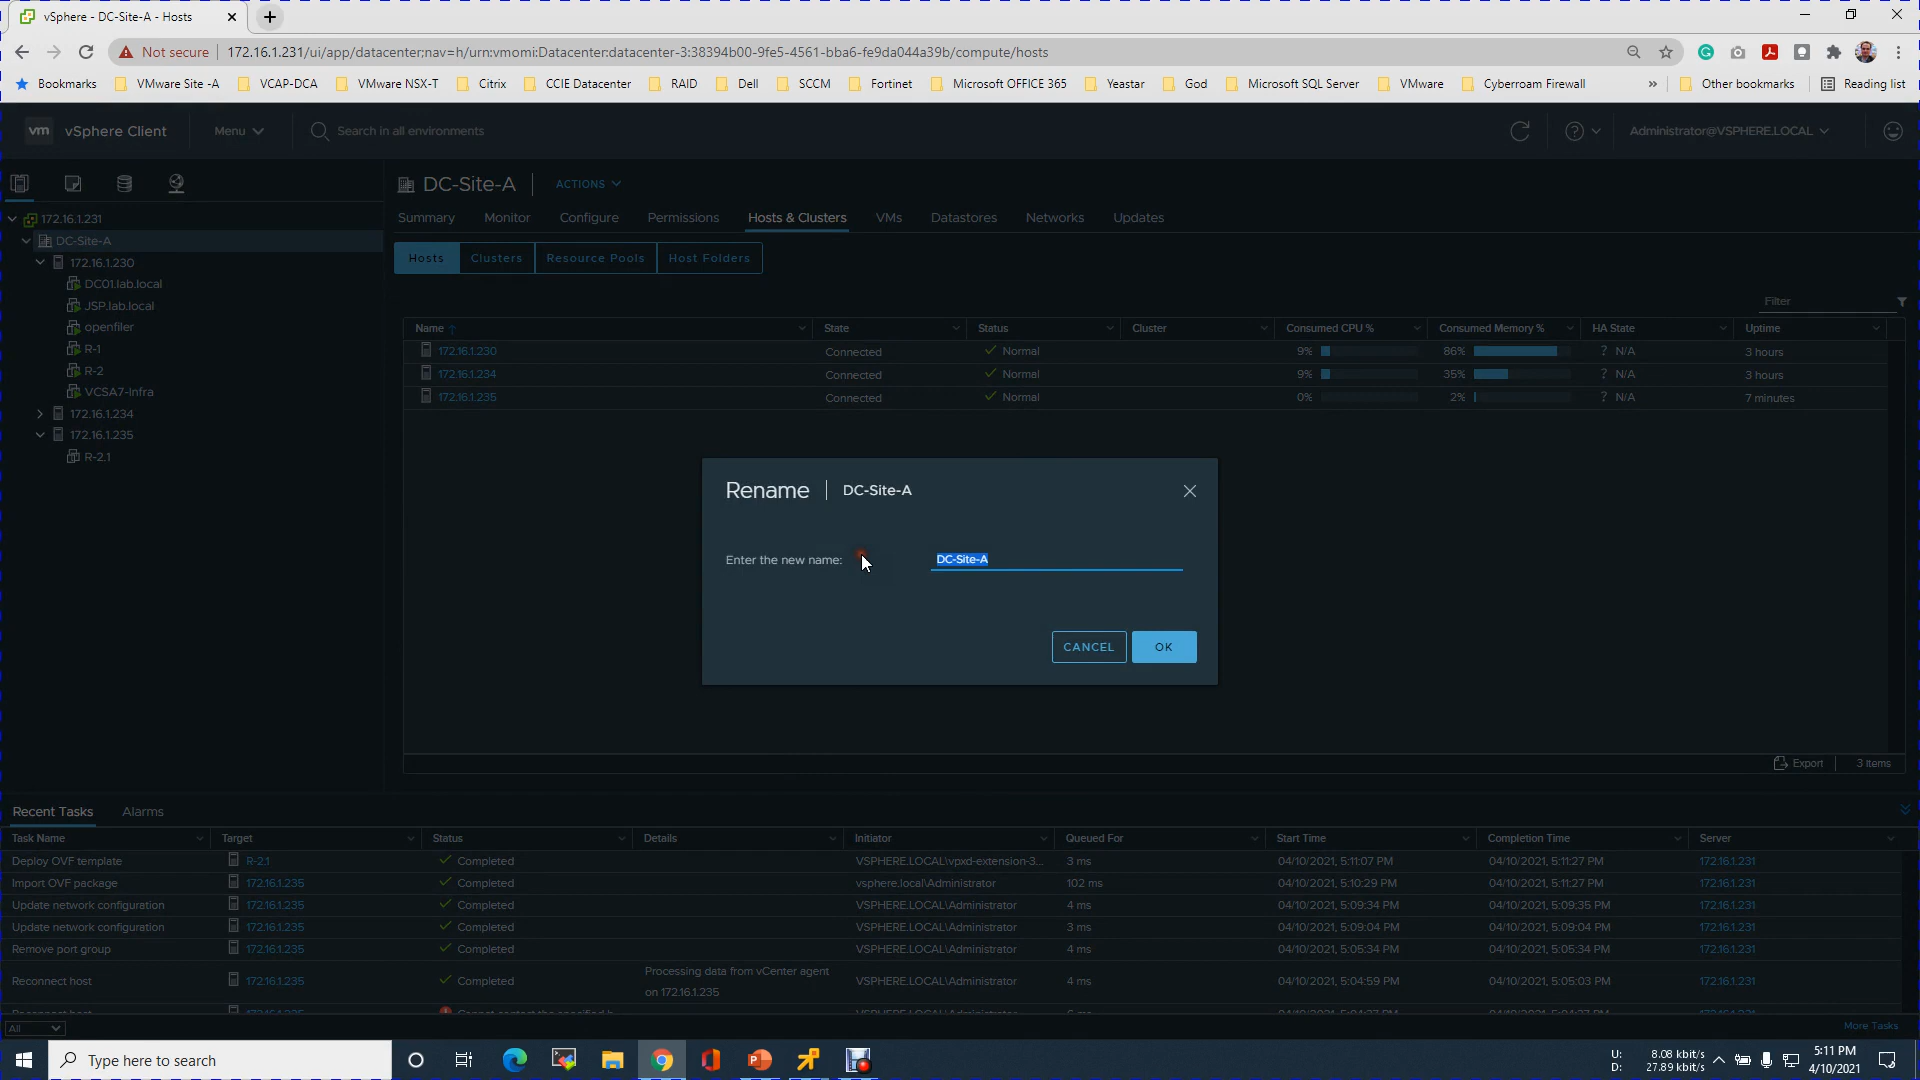 vSphere - DC-Site-A - Hosts
Not secure
172.16.1.231/ui/app/datacenter;nav=h/urn:vmomi:Datacenter:datacenter-3:38394b00-9fe5-4561-bba6-fe9da044a39b/compute/hosts
Bookmarks VMware Site -A VCAP-DCA VMware NSX-T Citrix CCIE Datacenter RAID Dell SCCM Fortinet Microsoft OFFICE 365 Yeastar God Microsoft SQL Server VMware Cyberroam Firewall » Other bookmarks Reading list
vm vSphere Client Menu Search in all environments Administrator@VSPHERE.LOCAL
DC-Site-A ACTIONS
Summary Monitor Configure Permissions Hosts & Clusters VMs Datastores Networks Updates
172.16.1.231
DC-Site-A
172.16.1.230
DC01.lab.local
JSP.lab.local
openfiler
R-1
R-2
VCSA7-Infra
172.16.1.234
172.16.1.235
R-2.1
Hosts Clusters Resource Pools Host Folders
Filter
Name State Status Cluster Consumed CPU % Consumed Memory % HA State Uptime
172.16.1.230 Connected Normal 9% 86% ? N/A 3 hours
172.16.1.234 Connected Normal 9% 35% ? N/A 3 hours
172.16.1.235 Connected Normal 0% 2% ? N/A 7 minutes
Rename DC-Site-A
Enter the new name: DC-Site-A
CANCEL OK
Export 3 items
Recent Tasks Alarms
Task Name Target Status Details Initiator Queued For Start Time Completion Time Server
Deploy OVF template R-2.1 Completed VSPHERE.LOCAL\vpxd-extension-3... 3 ms 04/10/2021, 5:11:07 PM 04/10/2021, 5:11:27 PM 172.16.1.231
Import OVF package 172.16.1.235 Completed vsphere.local\Administrator 102 ms 04/10/2021, 5:10:29 PM 04/10/2021, 5:11:27 PM 172.16.1.231
Update network configuration 172.16.1.235 Completed VSPHERE.LOCAL\Administrator 4 ms 04/10/2021, 5:09:34 PM 04/10/2021, 5:09:35 PM 172.16.1.231
Update network configuration 172.16.1.235 Completed VSPHERE.LOCAL\Administrator 3 ms 04/10/2021, 5:09:04 PM 04/10/2021, 5:09:04 PM 172.16.1.231
Remove port group 172.16.1.235 Completed VSPHERE.LOCAL\Administrator 4 ms 04/10/2021, 5:05:34 PM 04/10/2021, 5:05:34 PM 172.16.1.231
Reconnect host 172.16.1.235 Completed Processing data from vCenter agent on 172.16.1.235 VSPHERE.LOCAL\Administrator 4 ms 04/10/2021, 5:04:59 PM 04/10/2021, 5:05:03 PM 172.16.1.231
All More Tasks
Type here to search
U: 8.08 kbit/s
D: 27.89 kbit/s
5:11 PM
4/10/2021